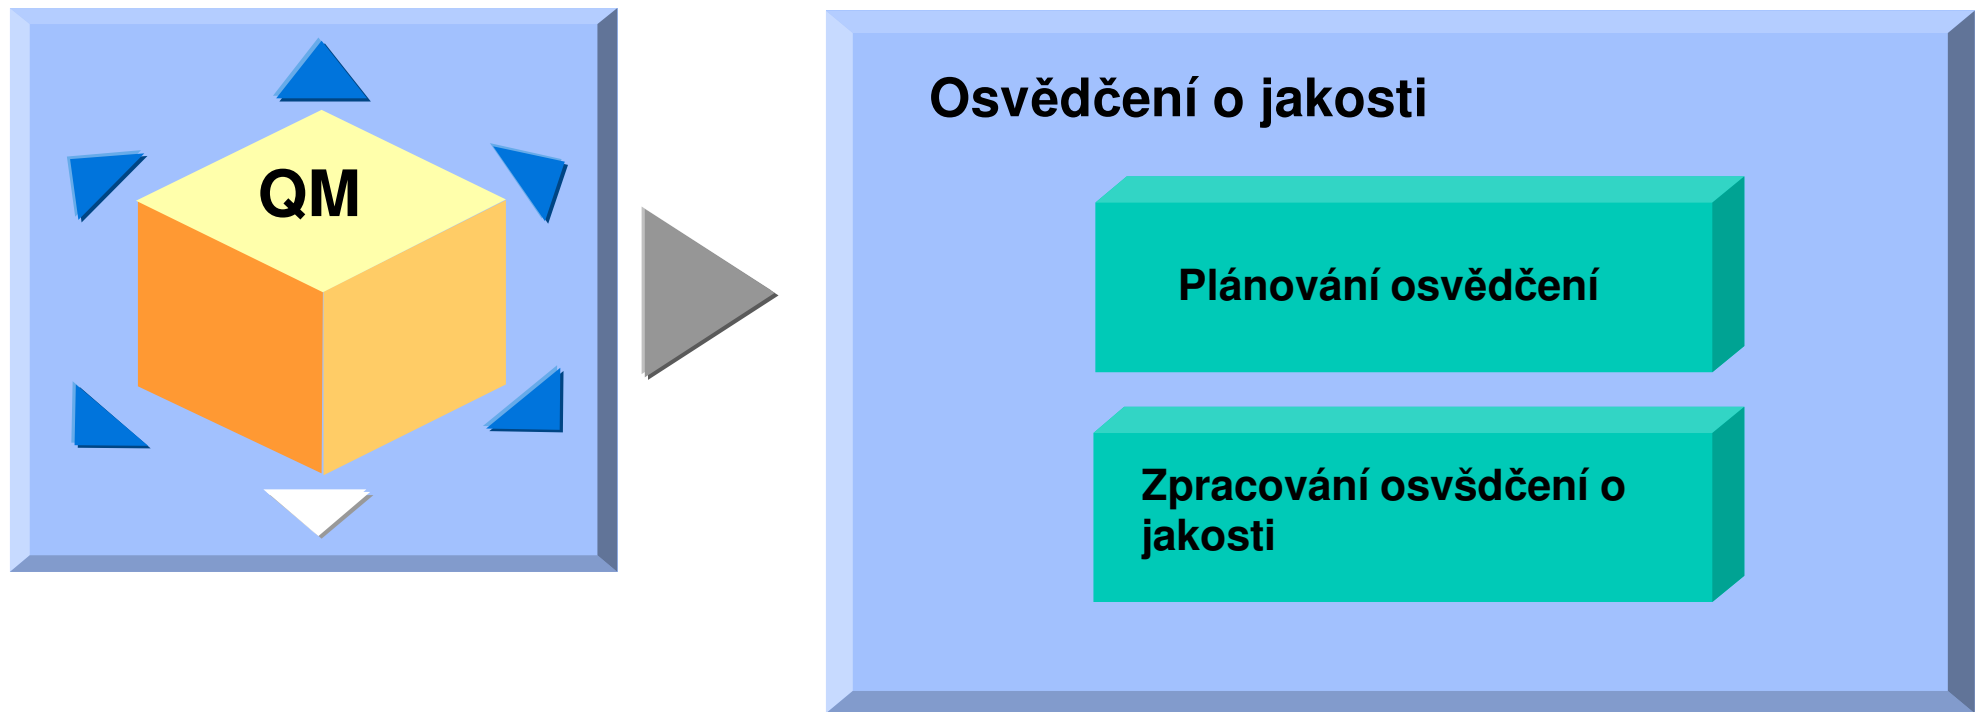 QM
Osvědčení o jakosti
Plánování osvědčení
Zpracování osvšdčení o
jakosti